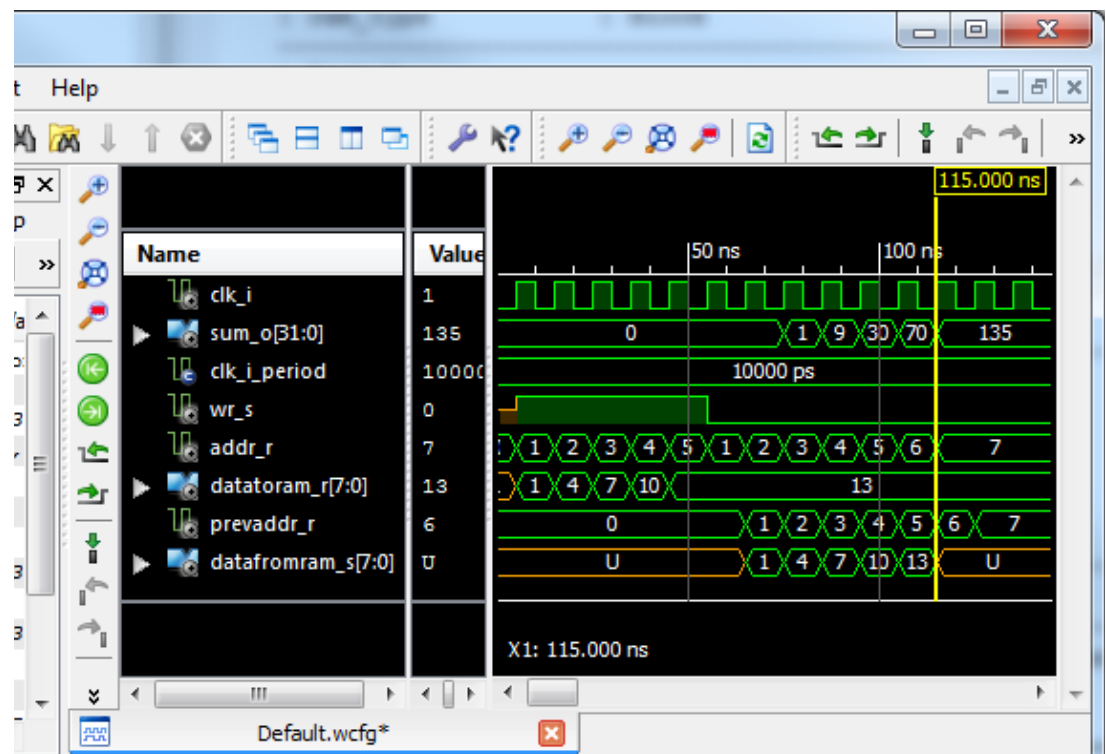 t Help
115.000 ns
Name Value
50 ns 100 ns
clk_i 1
sum_o[31:0] 135 0 1 9 30 70 135
clk_i_period 10000 10000 ps
wr_s 0
addr_r 7 1 2 3 4 5 1 2 3 4 5 6 7
datatoram_r[7:0] 13 1 4 7 10 13
prevaddr_r 6 0 1 2 3 4 5 6 7
datafromram_s[7:0] U U 1 4 7 10 13 U
X1: 115.000 ns
Default.wcfg*